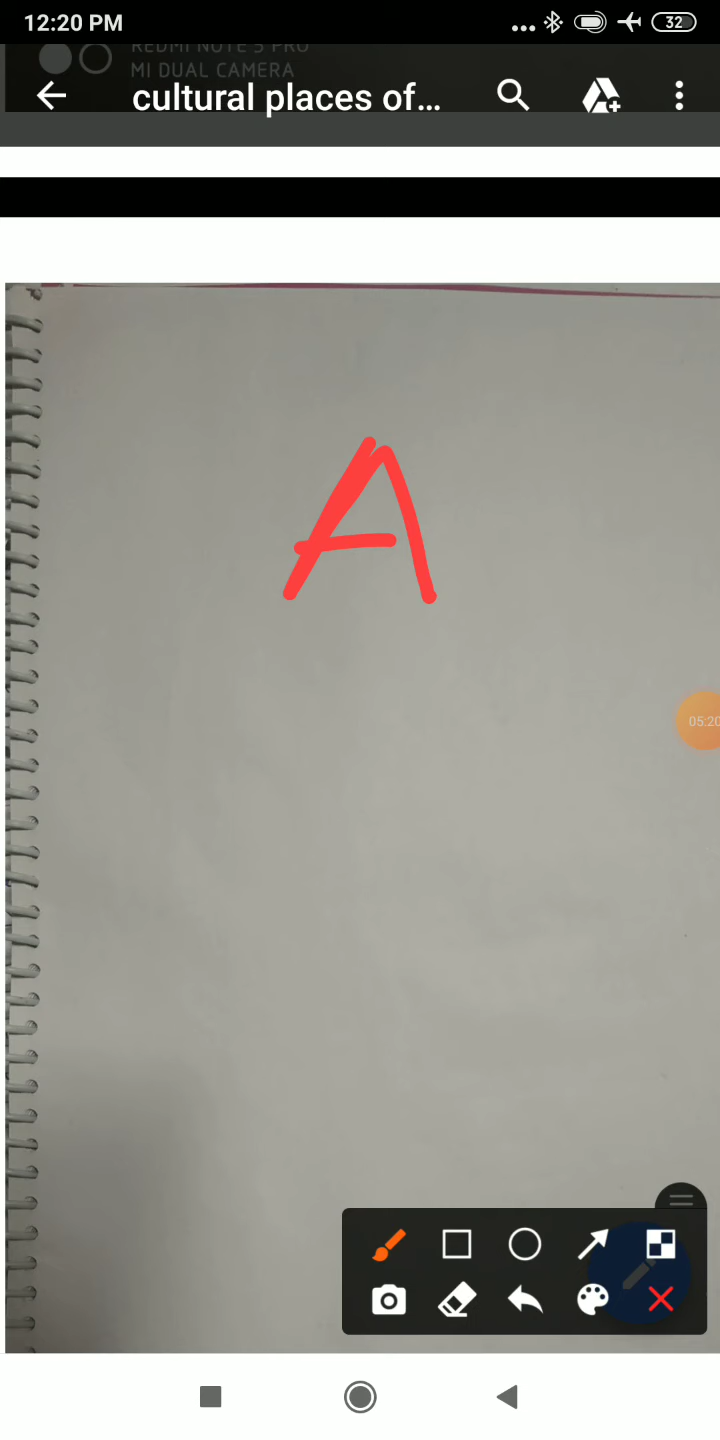 12:20 PM
32
REDMI NOTE 5 PRO
MI DUAL CAMERA
cultural places of...
A
05:20